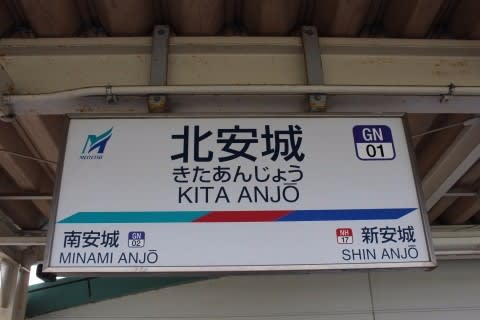 MEITETSU
北安城
きたあんじょう
KITA ANJŌ
GN
01
南安城
GN
02
MINAMI ANJŌ
NH
17
新安城
SHIN ANJŌ